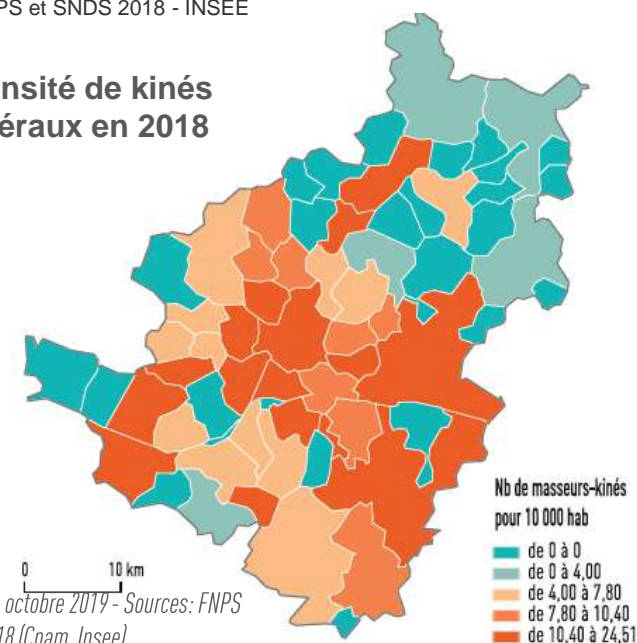 PS et SNDS 2018 - INSEE
nsité de kinés
éraux en 2018
Nb de masseurs-kinés
pour 10 000 hab
de 0 à 0
de 0 à 4,00
de 4,00 à 7,80
de 7,80 à 10,40
de 10,40 à 24,51
0 10 km
octobre 2019 - Sources: FNPS
18 (Cnam, Insee)